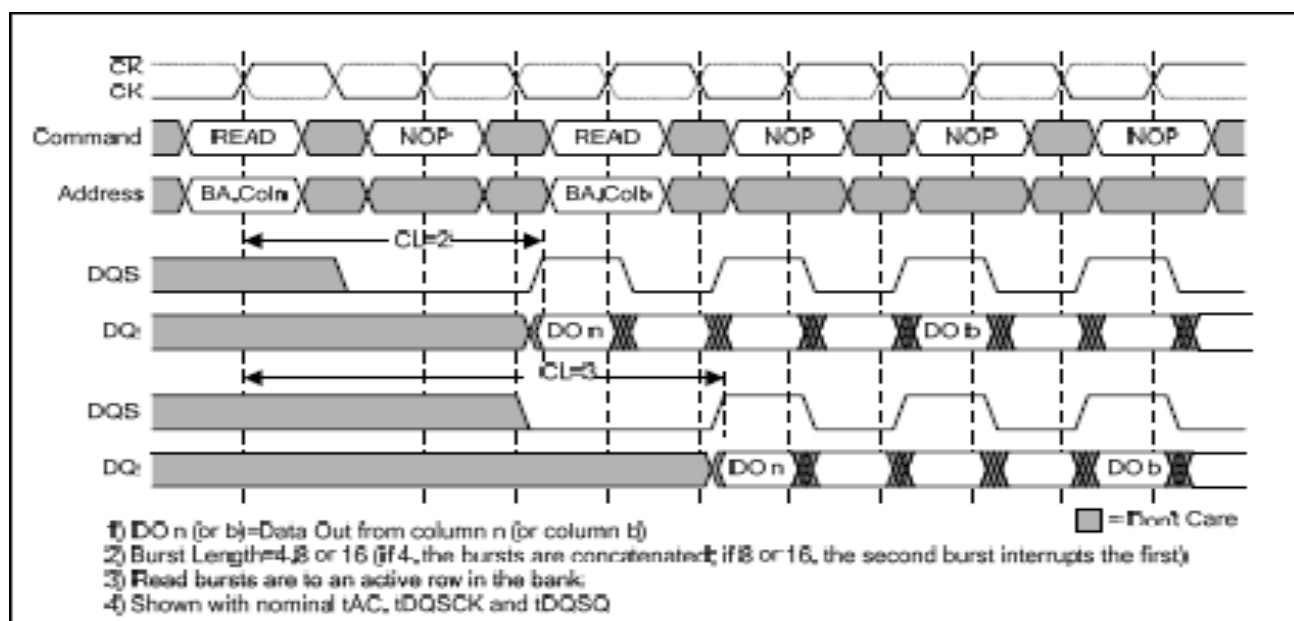 CK
CK
Command READ NOP READ NOP NOP NOP
Address BA,Coln BA,Colb
CL=2
DQS
DQ DO n DO b
CL=3
DQS
DQ DO n DO b
= Don't Care
1) DO n (or b)=Data Out from column n (or column b)
2) Burst Length=4,8 or 16 (if 4, the bursts are concatenated; if 8 or 16, the second burst interrupts the first)
3) Read bursts are to an active row in the bank
4) Shown with nominal tAC, tDQSCK and tDQSQ